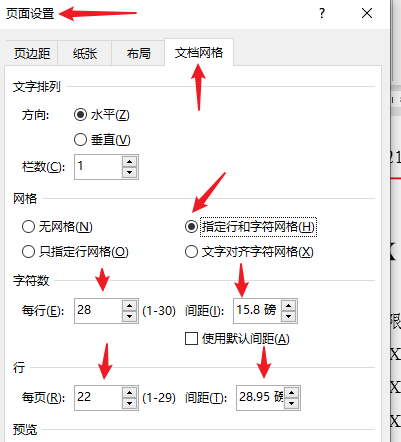 页面设置 ?
页边距 纸张 布局 文档网格
文字排列
方向: 水平(Z)
垂直(V)
栏数(C): 1
网格
无网格(N) 指定行和字符网格(H)
只指定行网格(O) 文字对齐字符网格(X)
字符数
每行(E): 28 (1-30) 间距(I): 15.8 磅
使用默认间距(A)
行
每页(R): 22 (1-29) 间距(T): 28.95 磅
预览